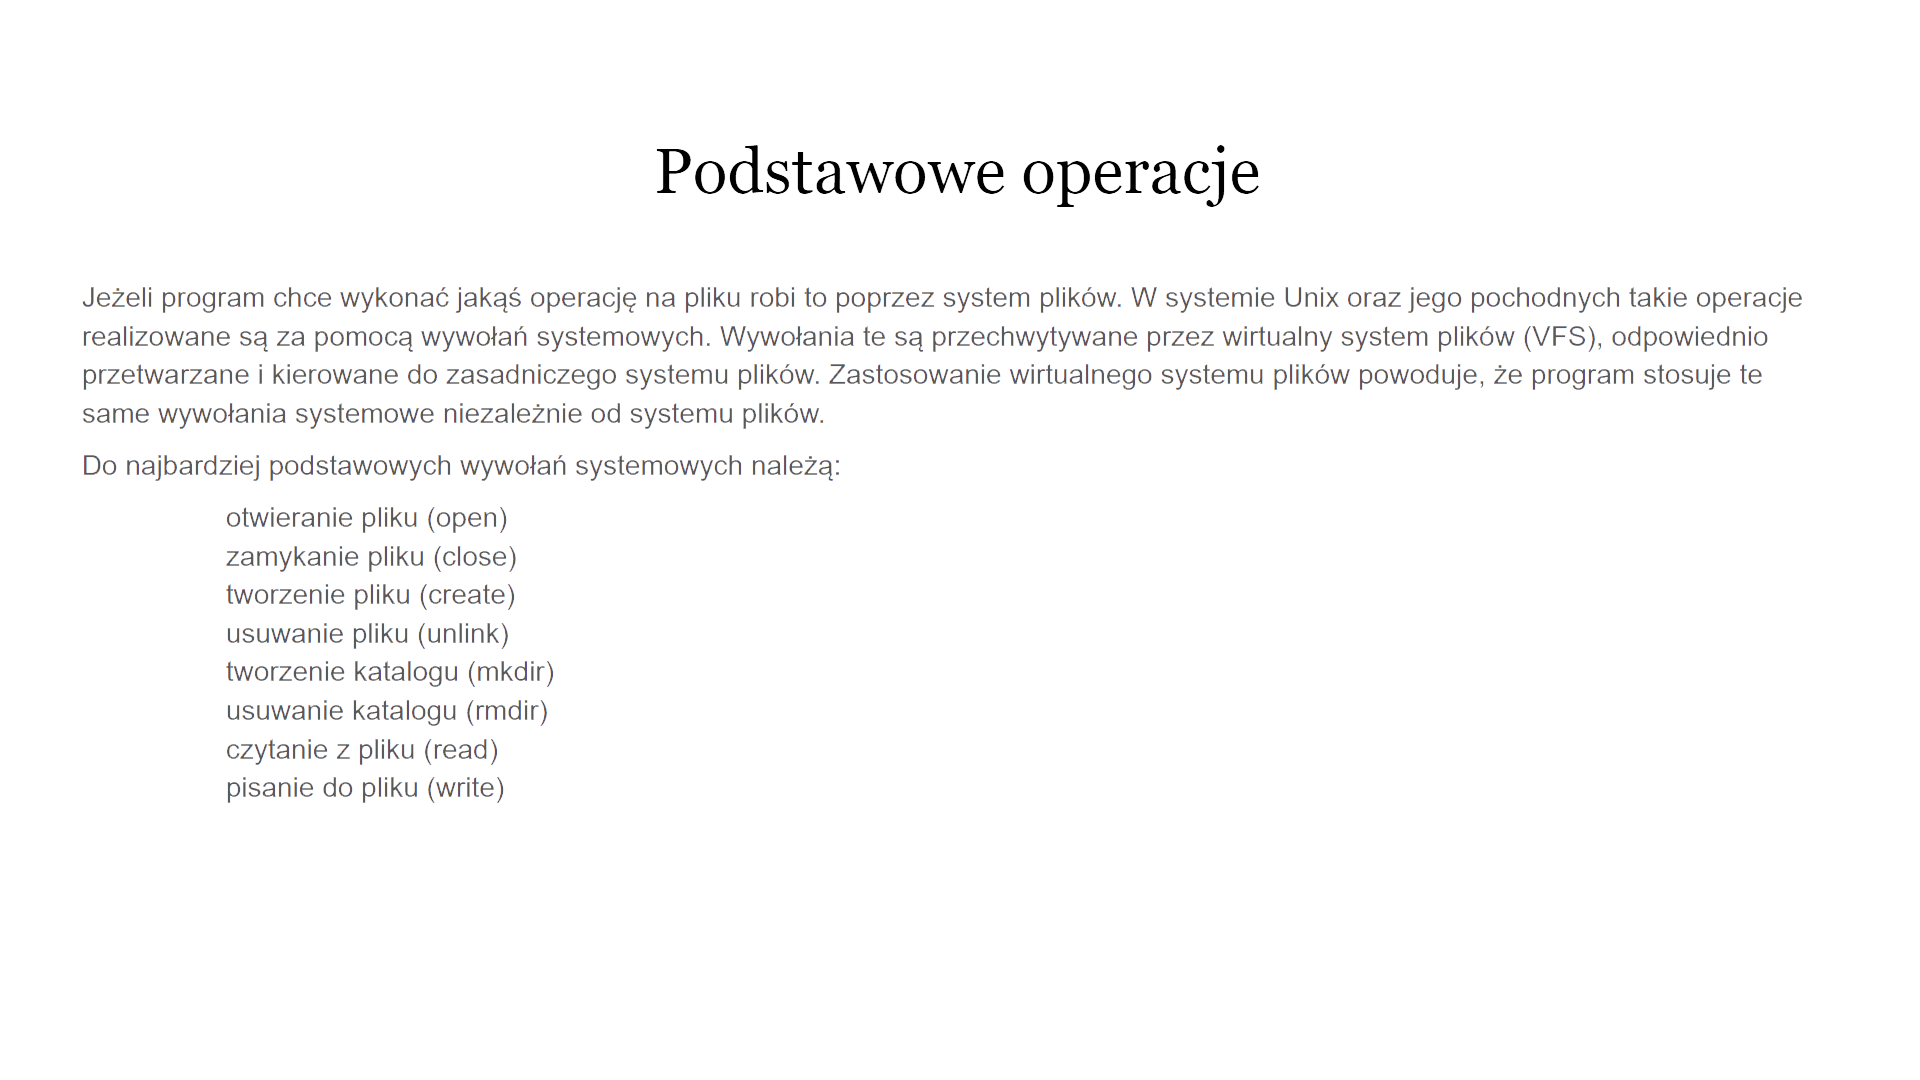 Podstawowe operacje
Jeżeli program chce wykonać jakąś operację na pliku robi to poprzez system plików. W systemie Unix oraz jego pochodnych takie operacje
realizowane są za pomocą wywołań systemowych. Wywołania te są przechwytywane przez wirtualny system plików (VFS), odpowiednio
przetwarzane i kierowane do zasadniczego systemu plików. Zastosowanie wirtualnego systemu plików powoduje, że program stosuje te
same wywołania systemowe niezależnie od systemu plików.
Do najbardziej podstawowych wywołań systemowych należą:
otwieranie pliku (open)
zamykanie pliku (close)
tworzenie pliku (create)
usuwanie pliku (unlink)
tworzenie katalogu (mkdir)
usuwanie katalogu (rmdir)
czytanie z pliku (read)
pisanie do pliku (write)